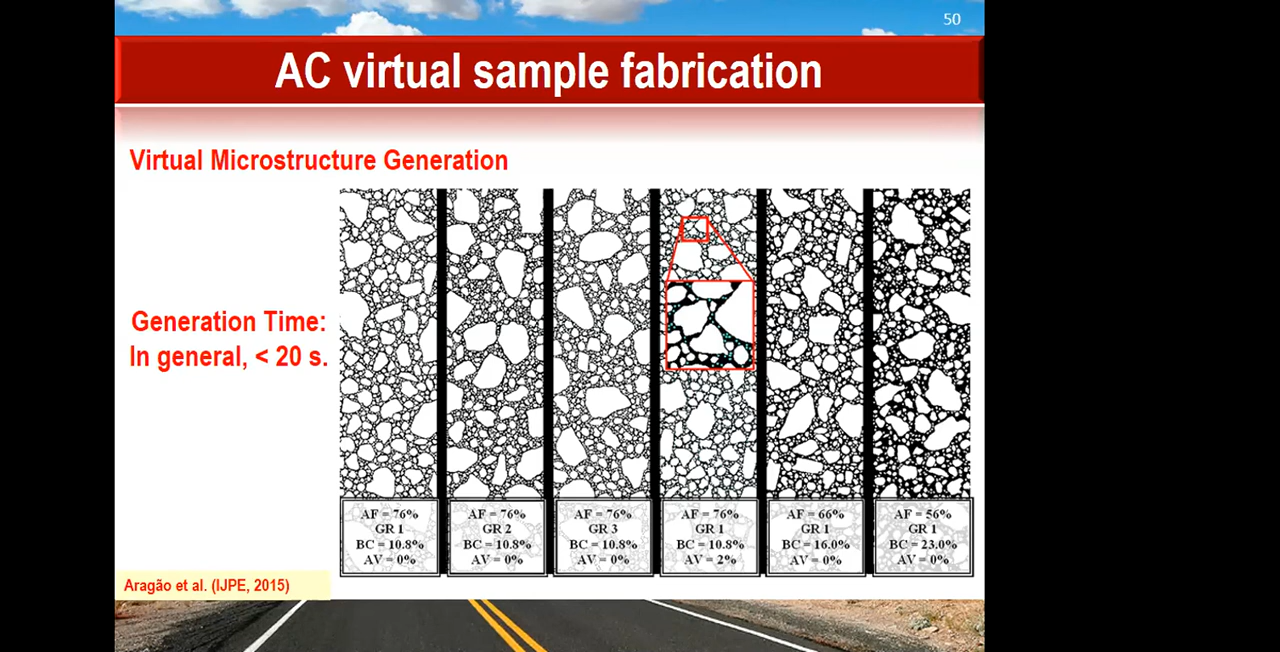 50
AC virtual sample fabrication
Virtual Microstructure Generation
Generation Time:
In general, < 20 s.
AF = 76%
GR 1
BC = 10.8%
AV = 0%
AF = 76%
GR 2
BC = 10.8%
AV = 0%
AF = 76%
GR 3
BC = 10.8%
AV = 0%
AF = 76%
GR 1
BC = 10.8%
AV = 2%
AF = 66%
GR 1
BC = 16.0%
AV = 0%
AF = 56%
GR 1
BC = 23.0%
AV = 0%
Aragão et al. (IJPE, 2015)